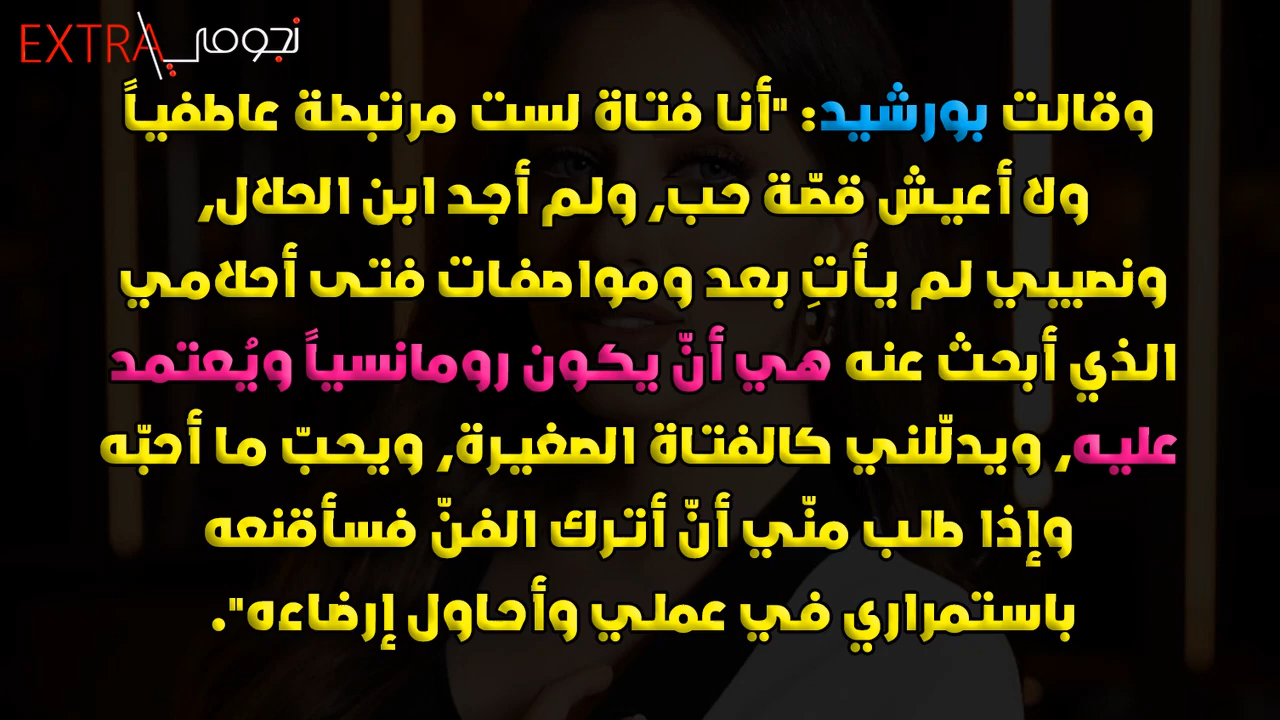 EXTRA نجومي
وقالت بورشيد: "أنا فتاة لست مرتبطة عاطفياً
ولا أعيش قصّة حب, ولم أجد ابن الحلال,
ونصيبي لم يأتِ بعد ومواصفات فتى أحلامي
الذي أبحث عنه هي أنّ يكون رومانسياً ويُعتمد
عليه, ويدلّلني كالفتاة الصغيرة, ويحبّ ما أحبّه
وإذا طلب منّي أنّ أترك الفنّ فسأقنعه
باستمراري في عملي وأحاول إرضاءه".